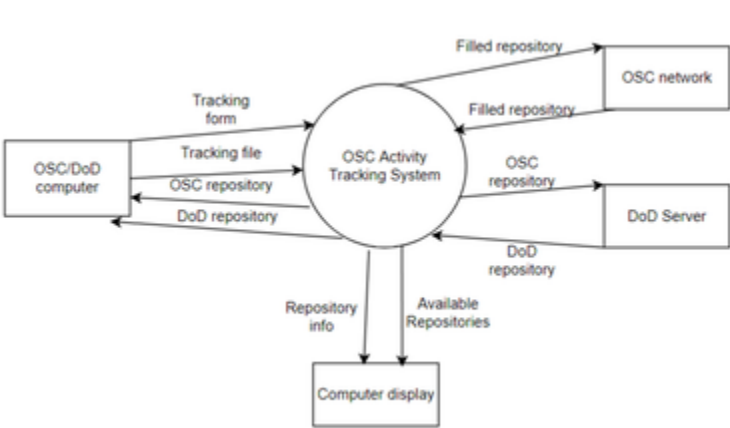 Filled repository
OSC network
Filled repository
Tracking
form
Tracking file
OSC repository
DoD repository
OSC/DoD
computer
OSC Activity
Tracking System
OSC
repository
DoD Server
DoD
repository
Repository
info
Available
Repositories
Computer display